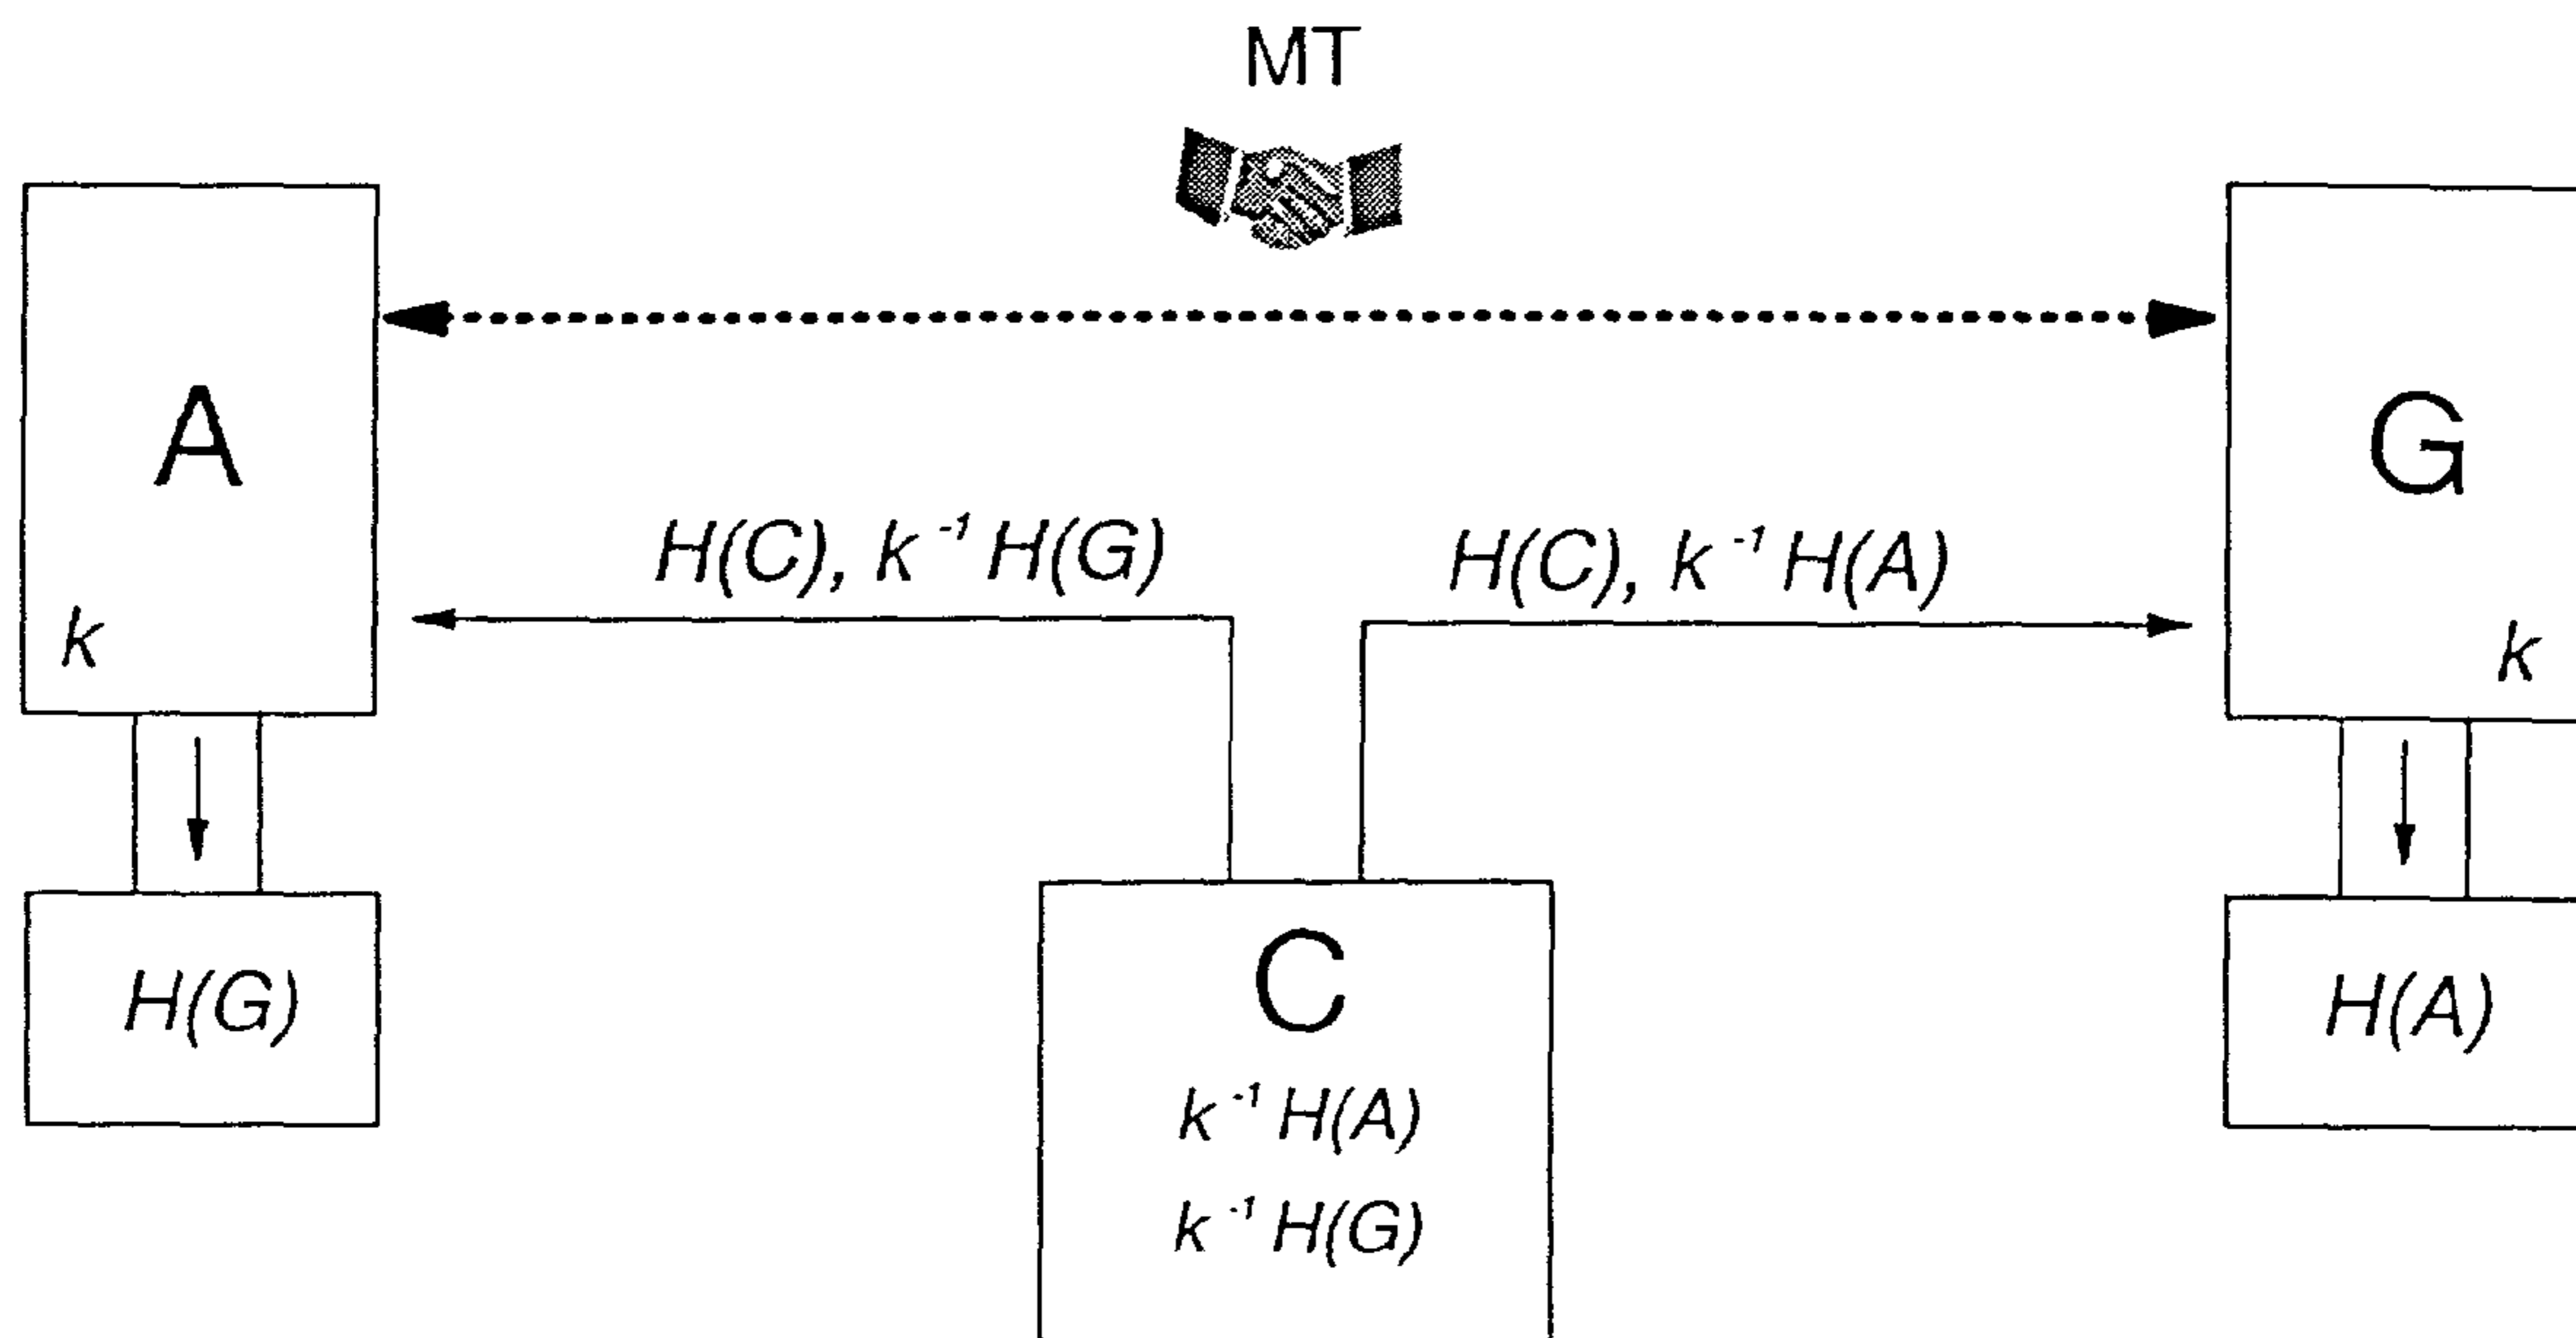 MT
A
G
H(C), k⁻¹ H(G)
H(C), k⁻¹ H(A)
k
k
H(G)
C
H(A)
k⁻¹ H(A)
k⁻¹ H(G)